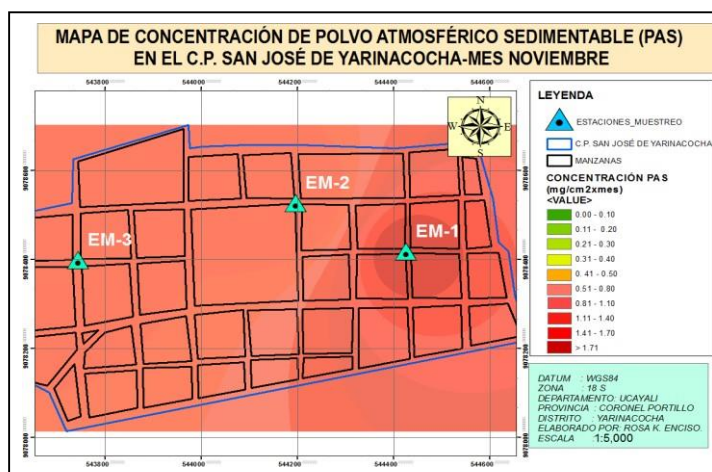 MAPA DE CONCENTRACIÓN DE POLVO ATMOSFÉRICO SEDIMENTABLE (PAS)
EN EL C.P. SAN JOSÉ DE YARINACOCHA-MES NOVIEMBRE
543800 544000 544200 544400 544600
9078600
9078400
9078200
9078000
EM-2
EM-3
EM-1
N
W E
S
543800 544000 544200 544400 544600
LEYENDA
ESTACIONES_MUESTREO
C.P. SAN JOSÉ DE YARINACOCHA
MANZANAS
CONCENTRACIÓN PAS
(mg/cm2xmes)
<VALUE>
0.00 - 0.10
0.11 - 0.20
0.21 - 0.30
0.31 - 0.40
0. 41 - 0.50
0.51 - 0.80
0.81 - 1.10
1.11 - 1.40
1.41 - 1.70
> 1.71
DATUM : WGS84
ZONA : 18 S
DEPARTAMENTO: UCAYALI
PROVINCIA : CORONEL PORTILLO
DISTRITO : YARINACOCHA
ELABORADO POR: ROSA K. ENCISO.
ESCALA :1:5,000